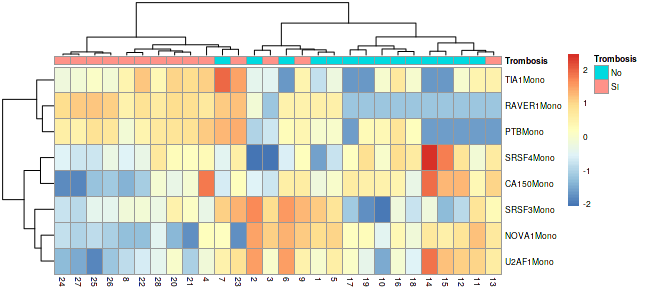 Trombosis
TIA1Mono
RAVER1Mono
PTBMono
SRSF4Mono
CA150Mono
SRSF3Mono
NOVA1Mono
U2AF1Mono
24 27 25 26 8 22 28 20 21 4 7 23 2 3 6 9 1 5 17 19 10 16 18 14 15 12 11 13
2
1
0
-1
-2
Trombosis
No
SI